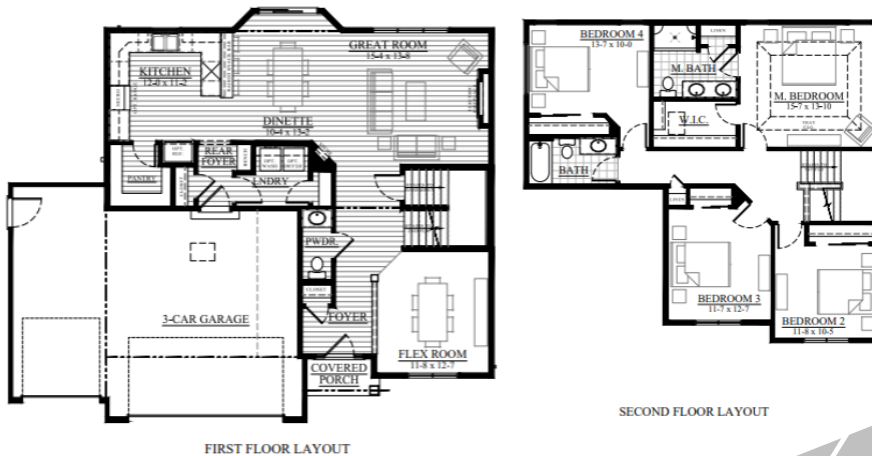 GREAT ROOM
15-4 x 13-8
KITCHEN
12-0 x 11-2
DINETTE
10-4 x 13-2
REAR
FOYER
BENCH
LNDRY
PANTRY
PWDR.
CLOSET
3-CAR GARAGE
FOYER
FLEX ROOM
11-8 x 12-7
COVERED
PORCH
FIRST FLOOR LAYOUT
BEDROOM 4
13-7 x 10-0
LINEN
M. BATH
M. BEDROOM
15-7 x 13-10
W.I.C.
BATH
LINEN
BEDROOM 3
11-7 x 12-7
BEDROOM 2
11-8 x 10-5
SECOND FLOOR LAYOUT